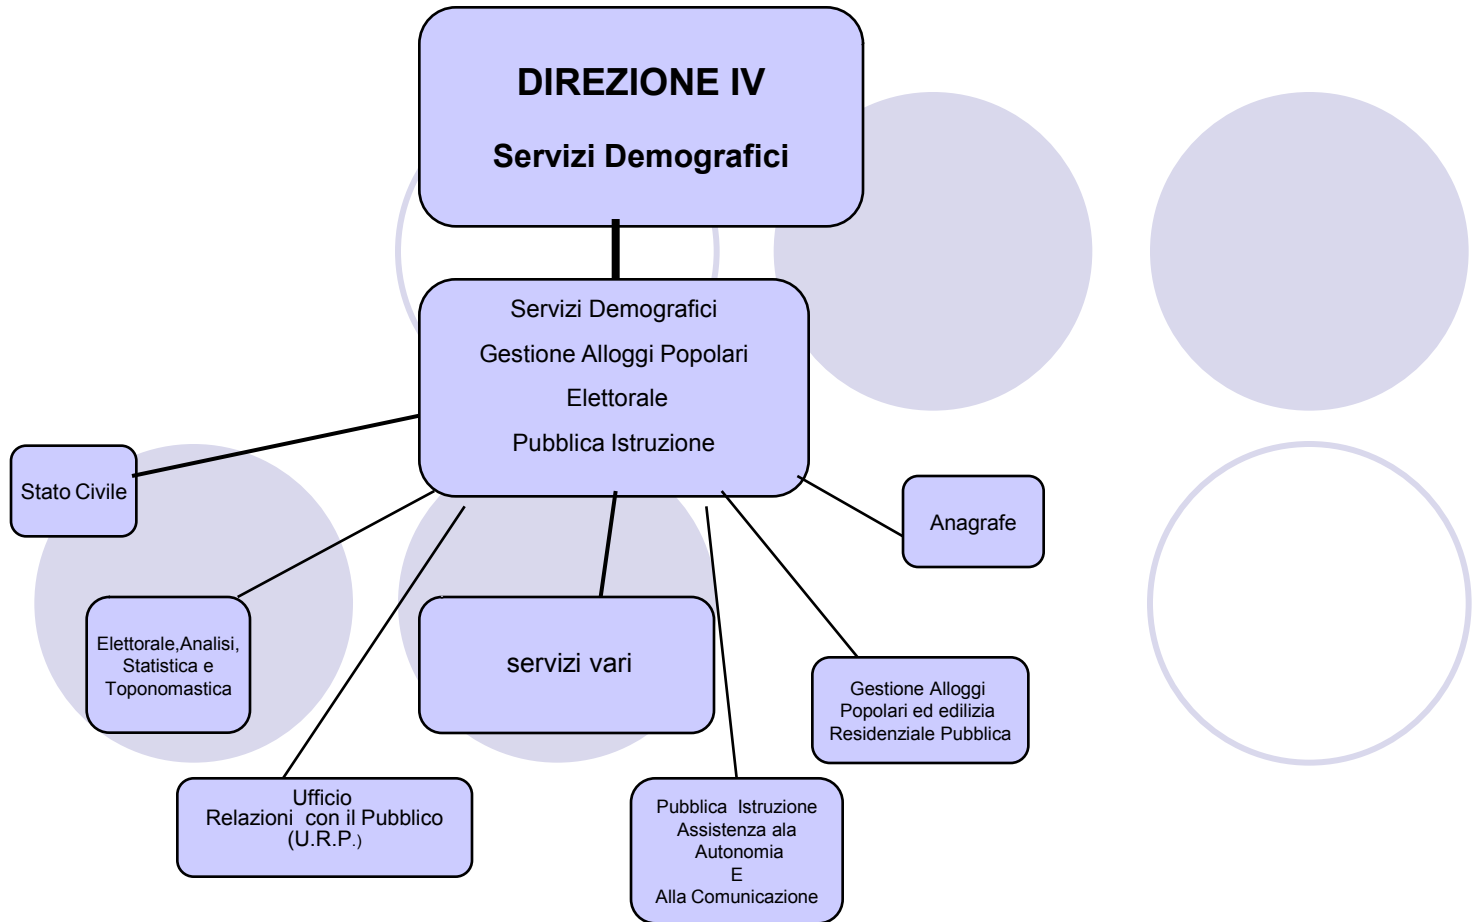 DIREZIONE IV
Servizi Demografici
Servizi Demografici
Gestione Alloggi Popolari
Elettorale
Pubblica Istruzione
Stato Civile
Anagrafe
Elettorale,Analisi,
Statistica e
Toponomastica
servizi vari
Gestione Alloggi
Popolari ed edilizia
Residenziale Pubblica
Ufficio
Relazioni con il Pubblico
(U.R.P.)
Pubblica Istruzione
Assistenza ala
Autonomia
E
Alla Comunicazione